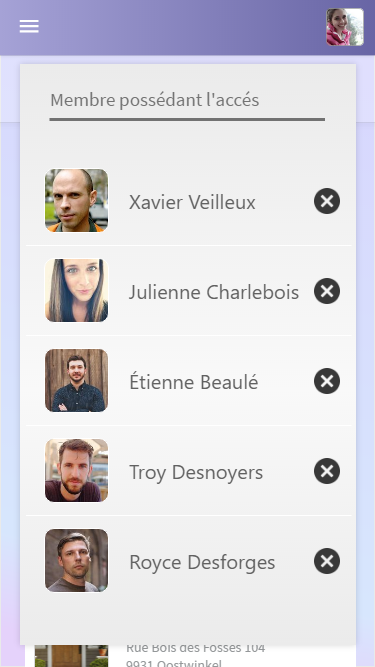 Membre possédant l'accés
Xavier Veilleux
Julienne Charlebois
Étienne Beaulé
Troy Desnoyers
Royce Desforges
Rue Bois des Fosses 104
9931 Oostwinkel